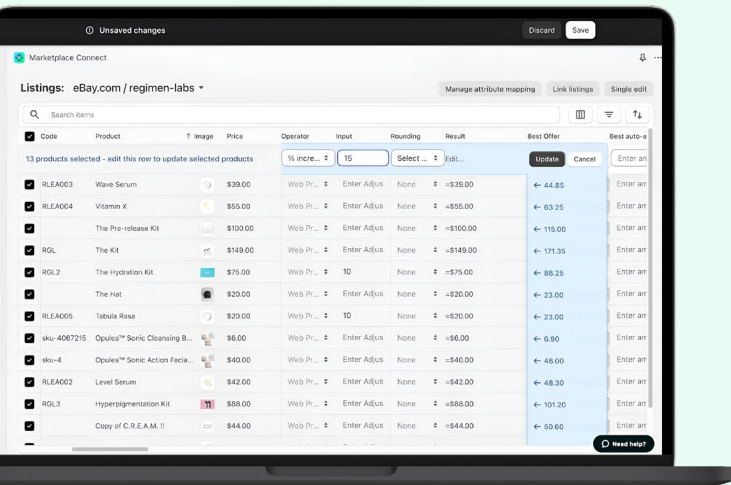 Unsaved changes Discard Save
Marketplace Connect
Listings: eBay.com / regimen-labs Manage attribute mapping Link listings Single edit
Search items
Code Product Image Price Operator Input Rounding Result Best Offer Best auto-a
13 products selected - edit this row to update selected products % incre... 15 Select ... Edit... Update Cancel Enter an
RLEA003 Wave Serum $39.00 Web Pr... Enter Adjus None =$39.00 ← 44.85 Enter am
RLEA004 Vitamin X $55.00 Web Pr... Enter Adjus None =$55.00 ← 63.25 Enter am
The Pre-release Kit $100.00 Web Pr... Enter Adjus None =$100.00 ← 115.00 Enter am
RGL The Kit $149.00 Web Pr... Enter Adjus None =$149.00 ← 171.35 Enter am
RGL2 The Hydration Kit $75.00 Web Pr... 10 None =$75.00 ← 86.25 Enter am
The Hat $20.00 Web Pr... Enter Adjus None =$20.00 ← 23.00 Enter am
RLEA005 Tabula Rasa $20.00 Web Pr... 10 None =$20.00 ← 23.00 Enter am
sku-4067215 Opulea™ Sonic Cleansing B... $6.00 Web Pr... Enter Adjus None =$6.00 ← 6.90 Enter am
sku-4 Opulea™ Sonic Action Facia... $40.00 Web Pr... Enter Adjus None =$40.00 ← 46.00 Enter am
RLEA002 Level Serum $42.00 Web Pr... Enter Adjus None =$42.00 ← 48.30 Enter am
RGL3 Hyperpigmentation Kit $88.00 Web Pr... Enter Adjus None =$88.00 ← 101.20 Enter am
Copy of C.R.E.A.M. !! $44.00 Web Pr... Enter Adjus None =$44.00 ← 50.60 Enter am
Need help?